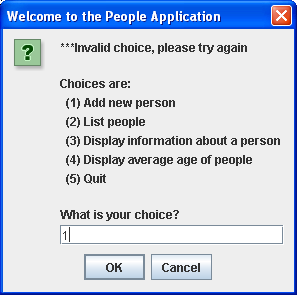 Welcome to the People Application
***Invalid choice, please try again
Choices are:
(1) Add new person
(2) List people
(3) Display information about a person
(4) Display average age of people
(5) Quit
What is your choice?
1
OK
Cancel